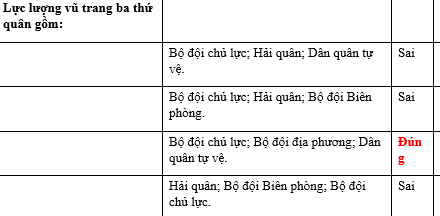 Lực lượng vũ trang ba thứ
quân gồm:
Bộ đội chủ lực; Hải quân; Dân quân tự
vệ.
Sai
Bộ đội chủ lực; Hải quân; Bộ đội Biên
phòng.
Sai
Bộ đội chủ lực; Bộ đội địa phương; Dân
quân tự vệ.
Đún
g
Hải quân; Bộ đội Biên phòng; Bộ đội
chủ lực.
Sai